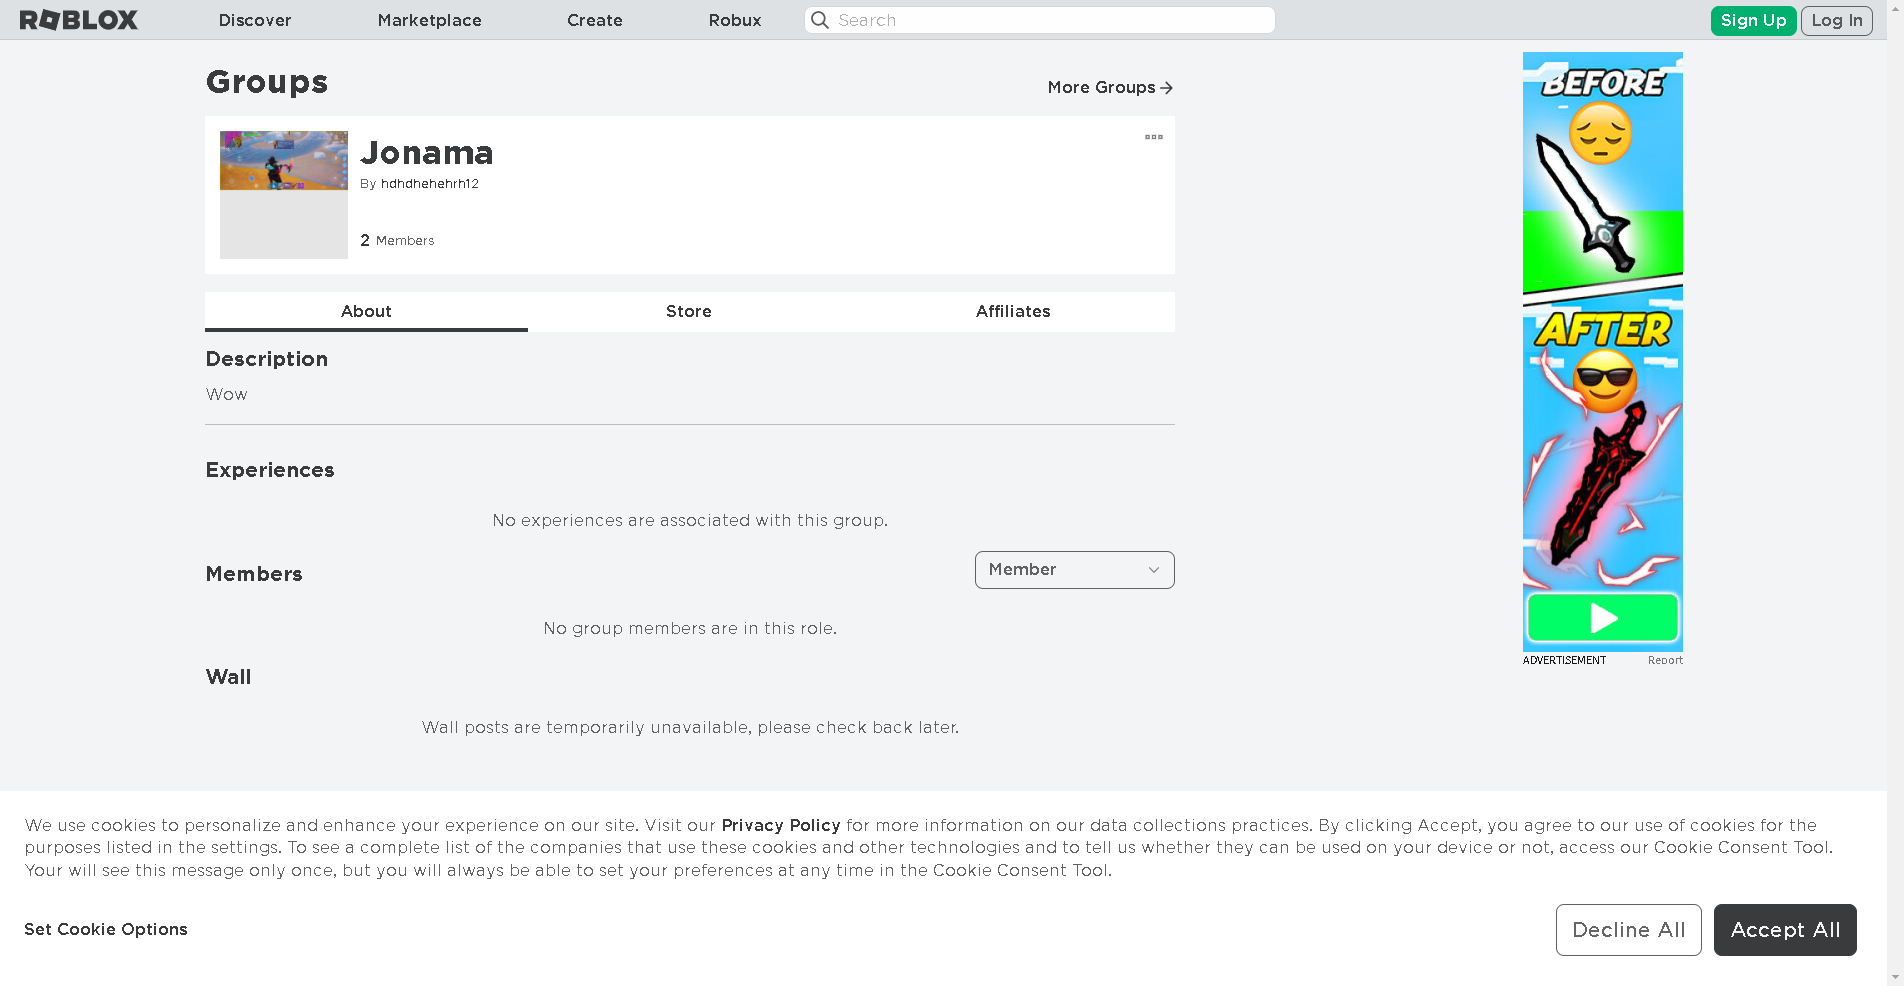 ROBLOX
Discover
Marketplace
Create
Robux
Search
Sign Up
Log In
Groups
More Groups
Jonama
By hdhdhehehrh12
2 Members
About
Store
Affiliates
Description
Wow
Experiences
No experiences are associated with this group.
Members
Member
No group members are in this role.
Wall
Wall posts are temporarily unavailable, please check back later.
BEFORE
AFTER
ADVERTISEMENT
Report
We use cookies to personalize and enhance your experience on our site. Visit our Privacy Policy for more information on our data collections practices. By clicking Accept, you agree to our use of cookies for the
purposes listed in the settings. To see a complete list of the companies that use these cookies and other technologies and to tell us whether they can be used on your device or not, access our Cookie Consent Tool.
Your will see this message only once, but you will always be able to set your preferences at any time in the Cookie Consent Tool.
Set Cookie Options
Decline All
Accept All